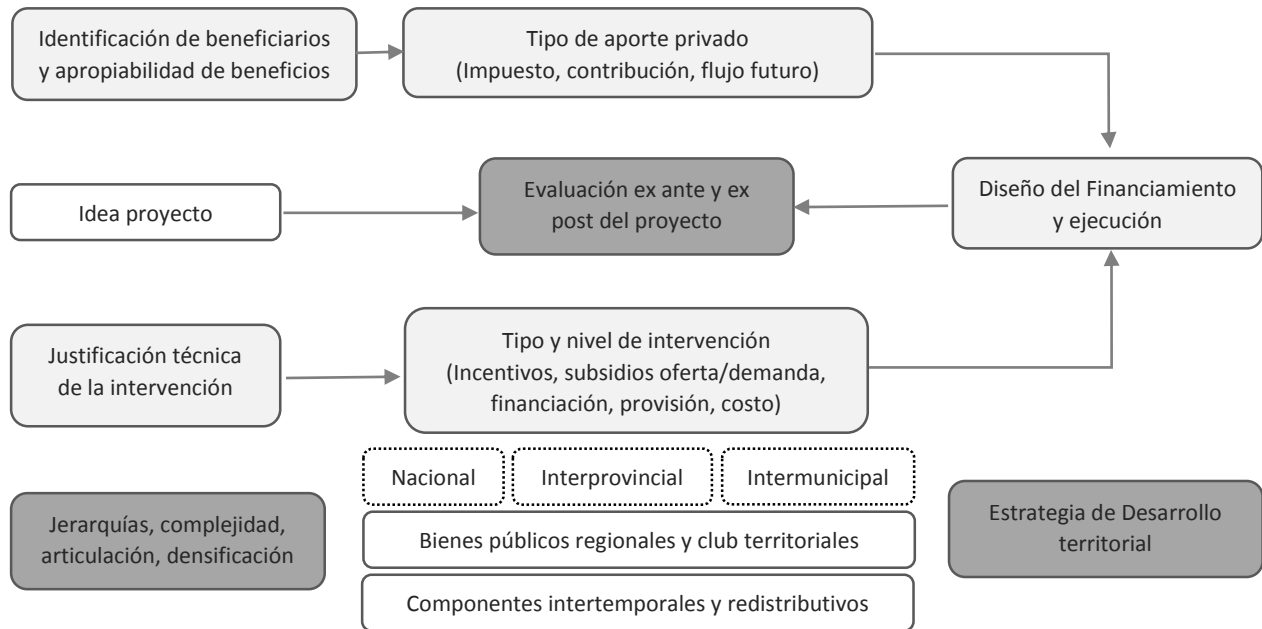 Identificación de beneficiarios
y apropiabilidad de beneficios
Tipo de aporte privado
(Impuesto, contribución, flujo futuro)
Idea proyecto
Evaluación ex ante y ex
post del proyecto
Diseño del Financiamiento
y ejecución
Justificación técnica
de la intervención
Tipo y nivel de intervención
(Incentivos, subsidios oferta/demanda,
financiación, provisión, costo)
Nacional
Interprovincial
Intermunicipal
Jerarquías, complejidad,
articulación, densificación
Bienes públicos regionales y club territoriales
Componentes intertemporales y redistributivos
Estrategia de Desarrollo
territorial